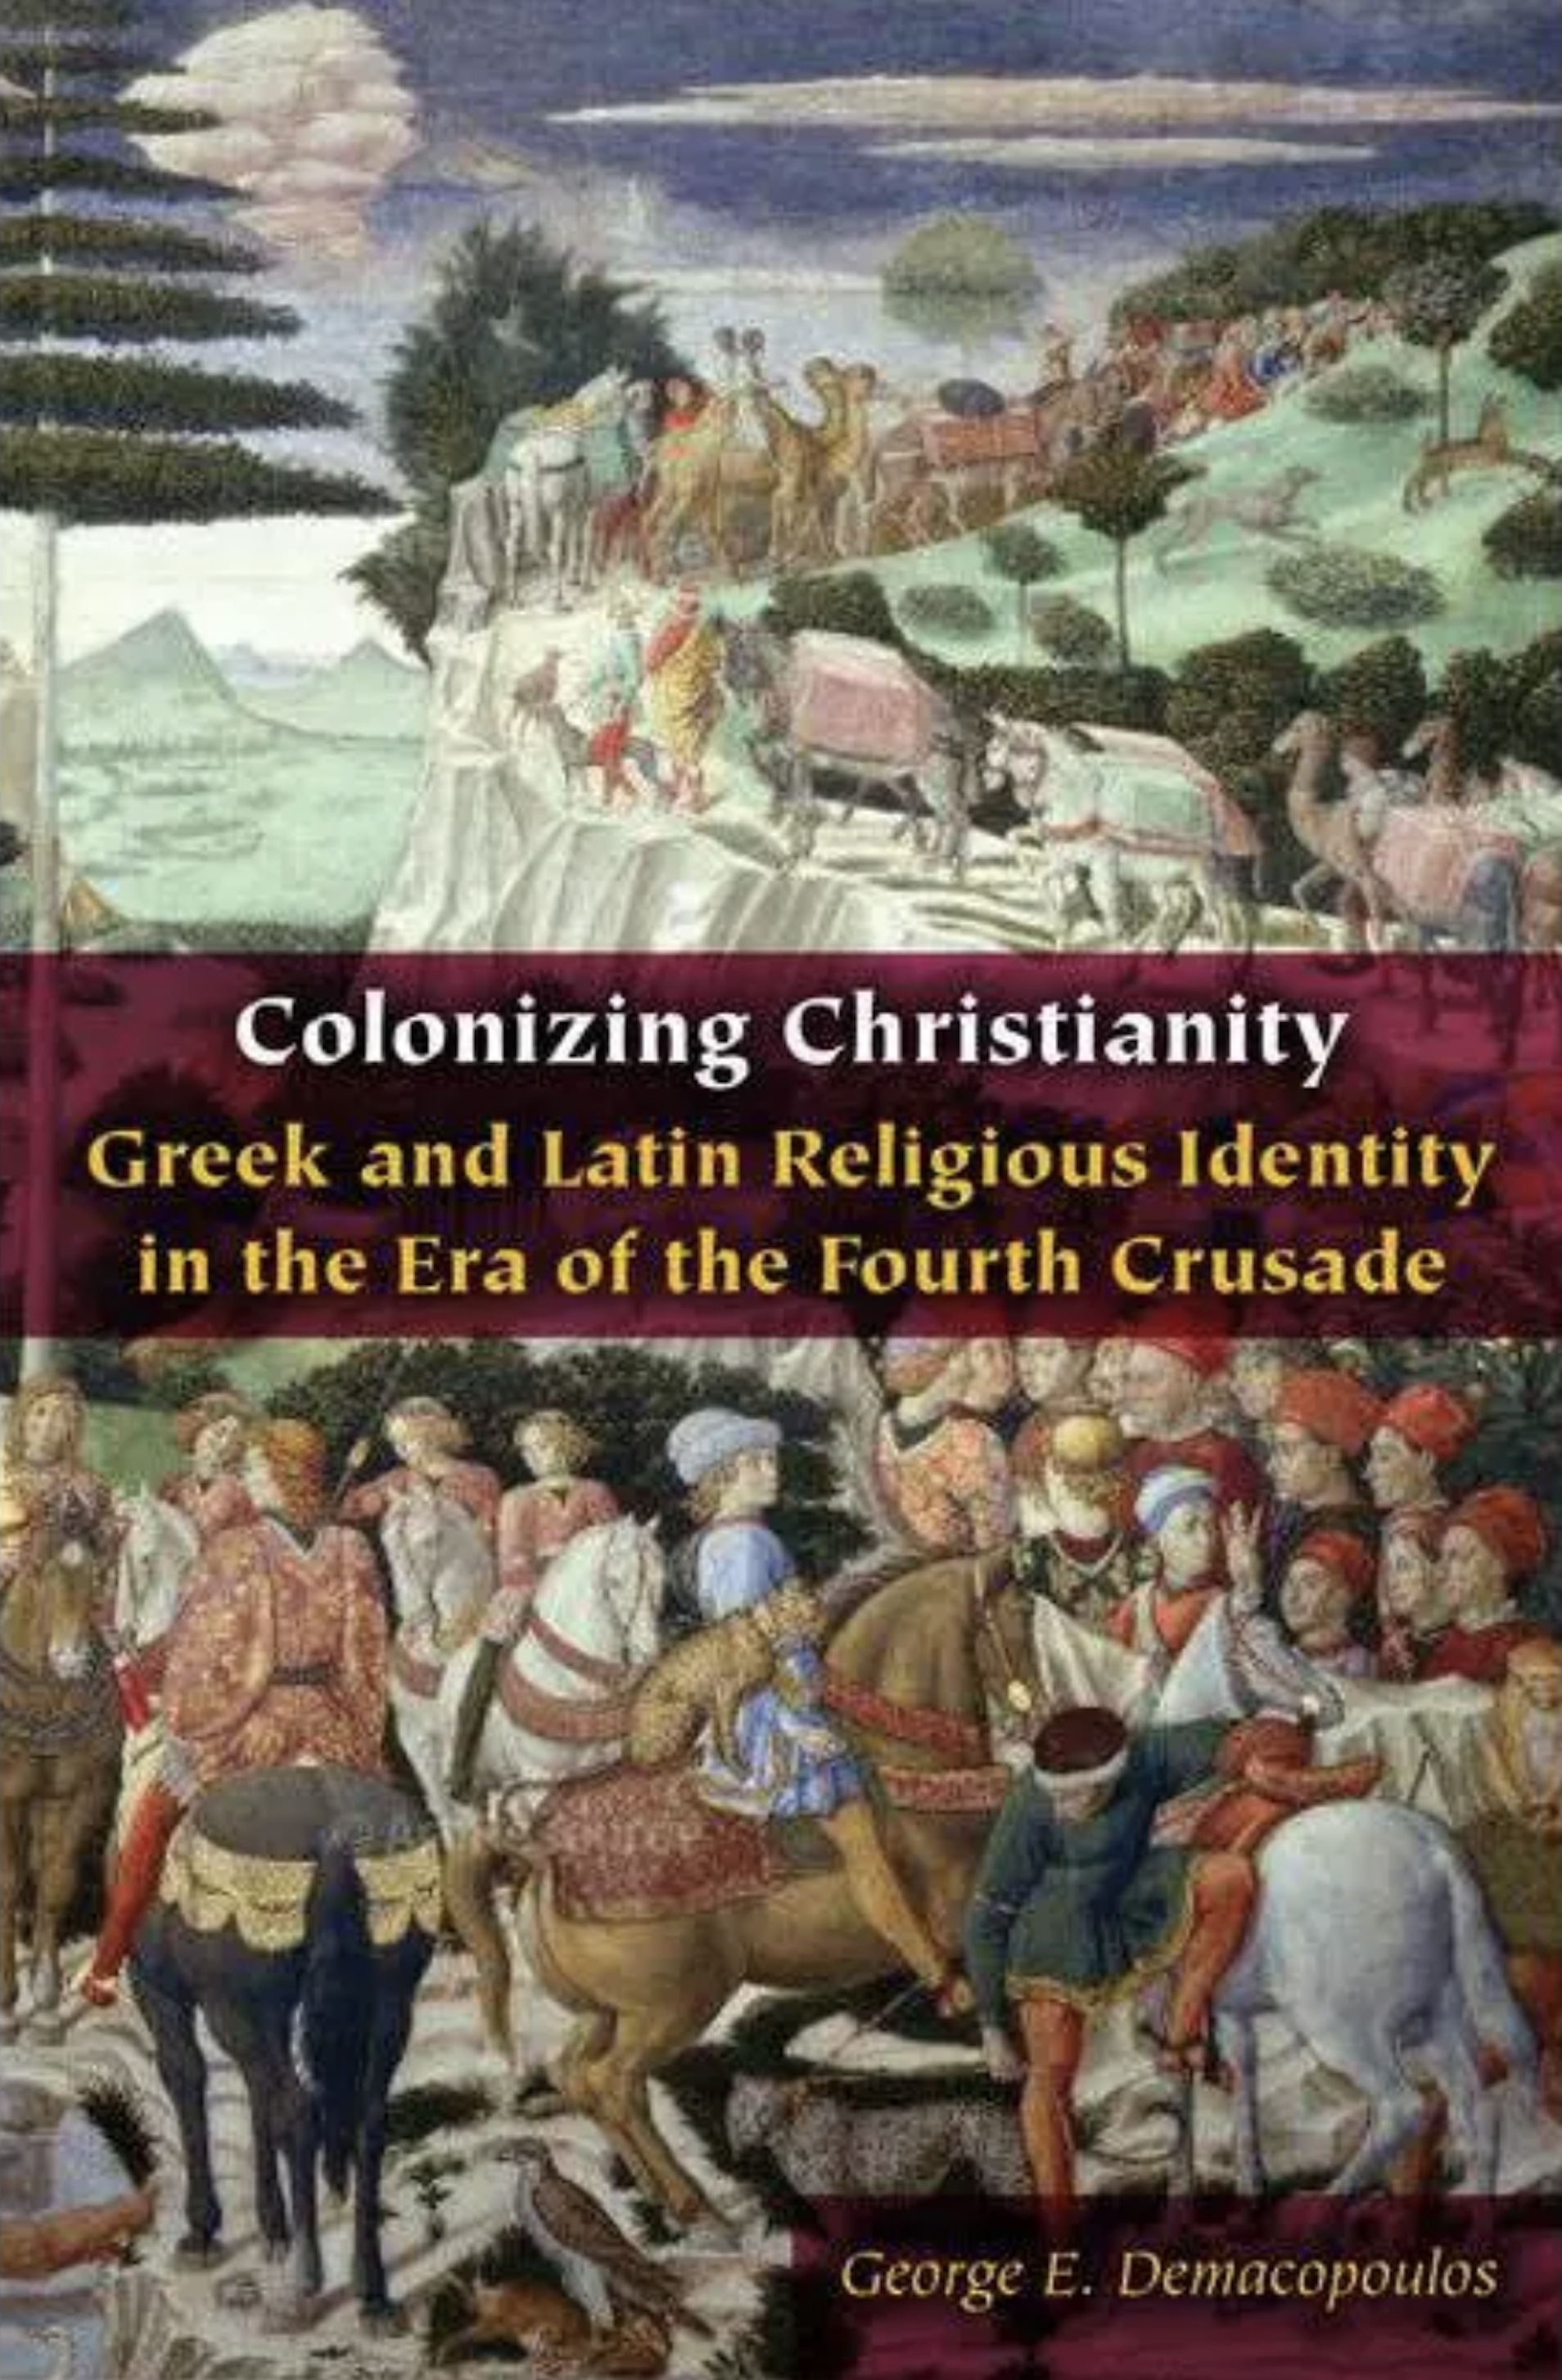 Colonizing Christianity
Greek and Latin Religious Identity
in the Era of the Fourth Crusade
George E. Demacopoulos